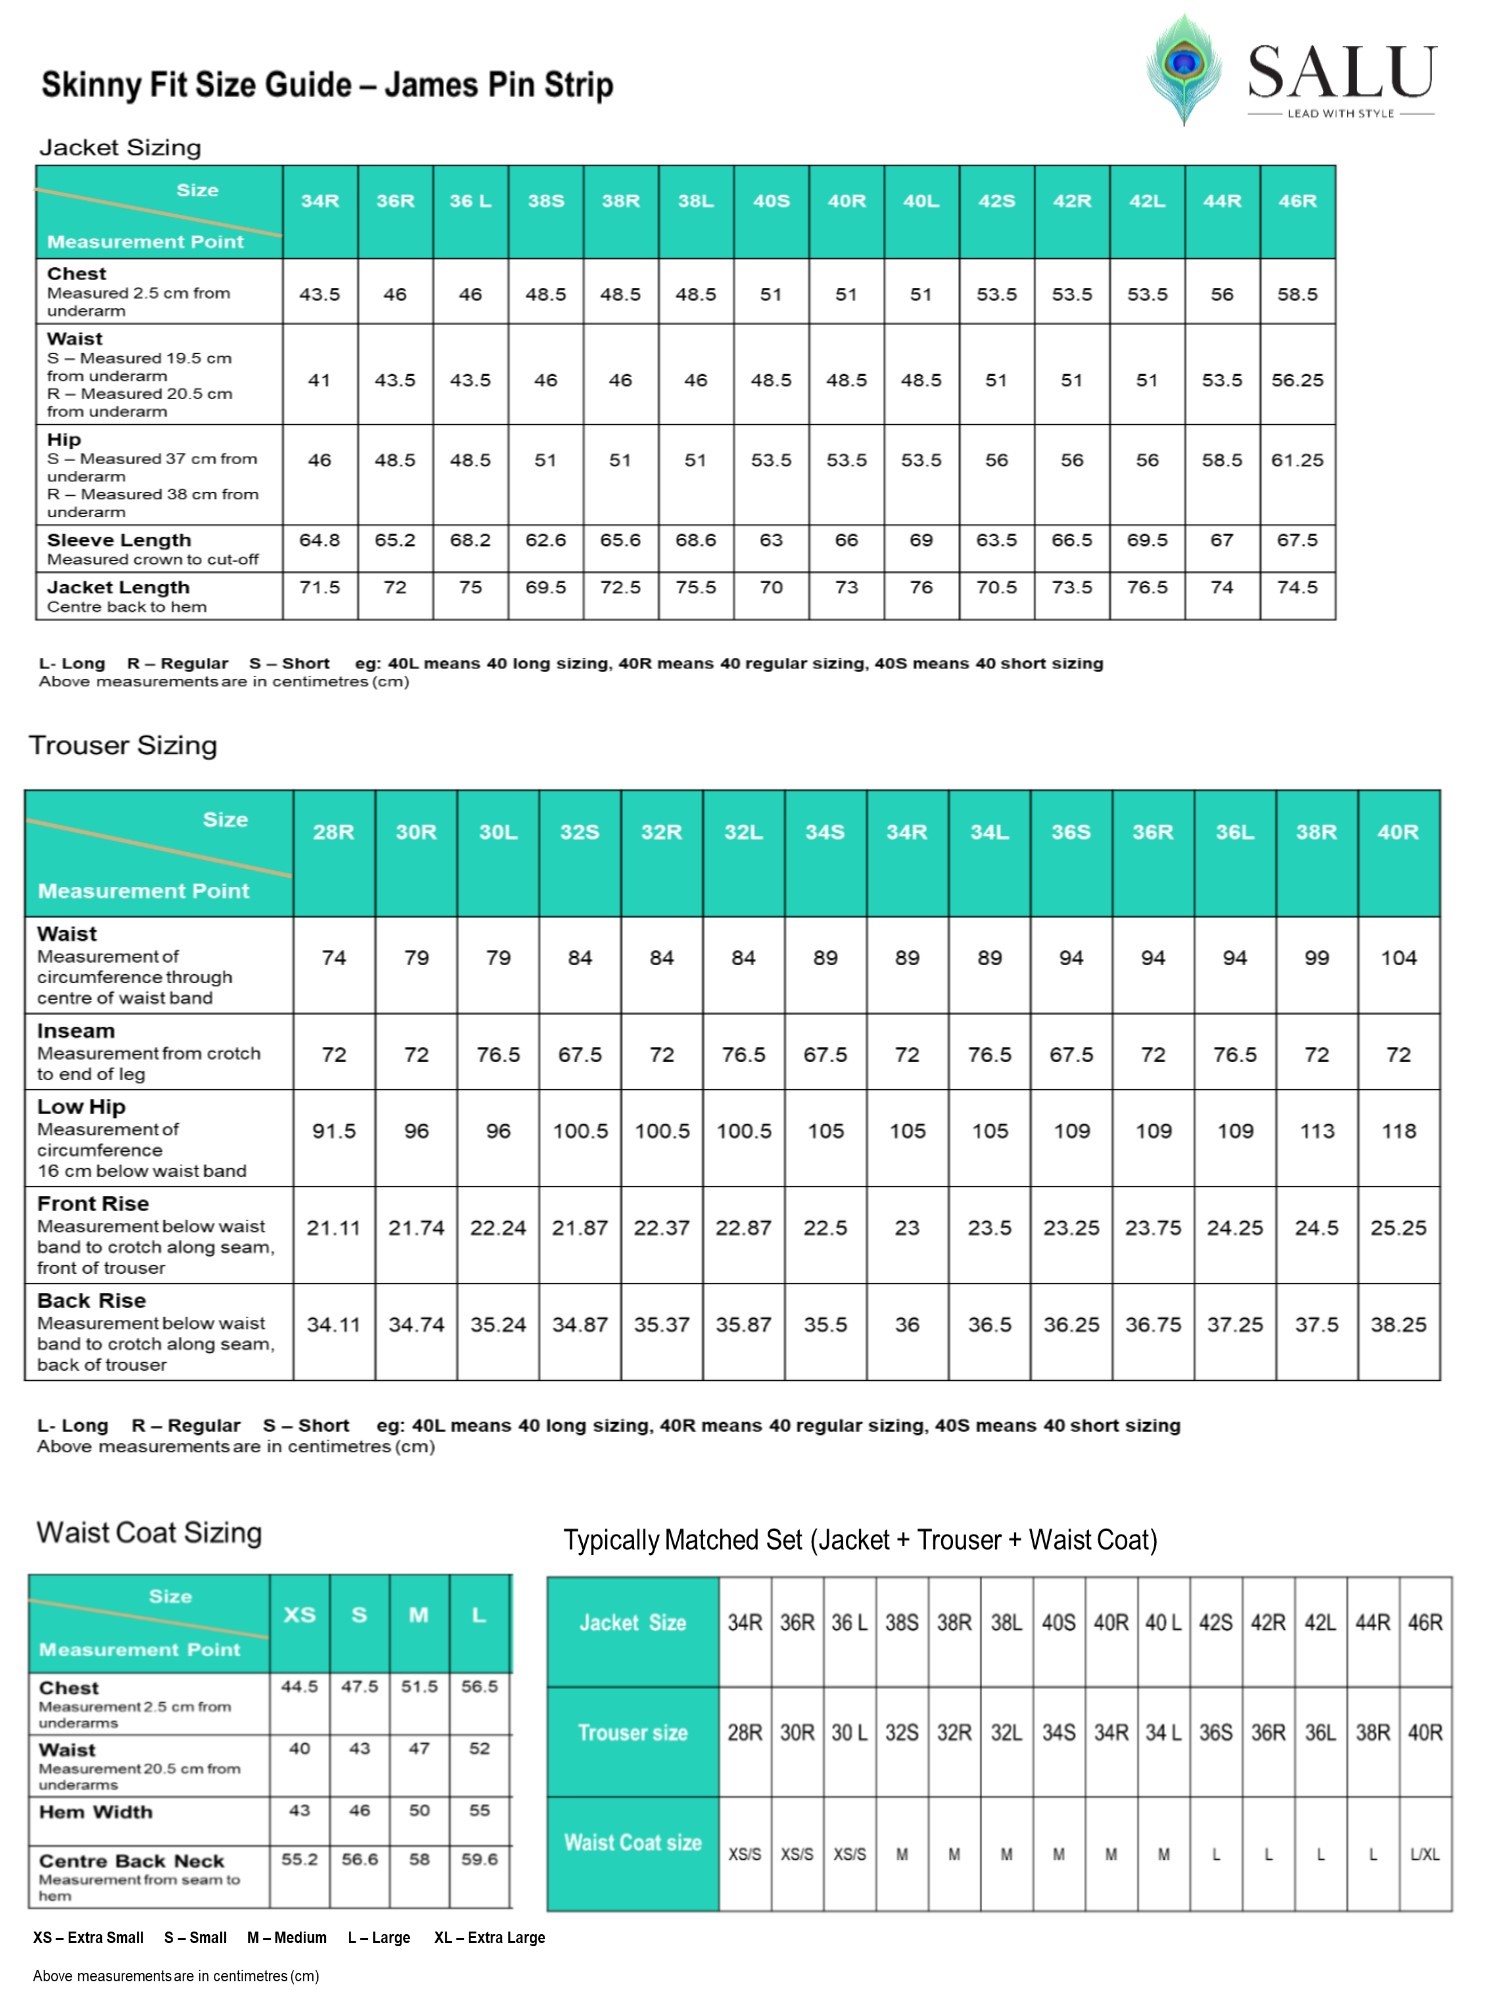 SALU
LEAD WITH STYLE
Skinny Fit Size Guide – James Pin Strip
Jacket Sizing
Size 34R 36R 36 L 38S 38R 38L 40S 40R 40L 42S 42R 42L 44R 46R
Measurement Point
Chest
Measured 2.5 cm from
underarm
43.5 46 46 48.5 48.5 48.5 51 51 51 53.5 53.5 53.5 56 58.5
Waist
S – Measured 19.5 cm
from underarm
R – Measured 20.5 cm
from underarm
41 43.5 43.5 46 46 46 48.5 48.5 48.5 51 51 51 53.5 56.25
Hip
S – Measured 37 cm from
underarm
R – Measured 38 cm from
underarm
46 48.5 48.5 51 51 51 53.5 53.5 53.5 56 56 56 58.5 61.25
Sleeve Length
Measured crown to cut-off
64.8 65.2 68.2 62.6 65.6 68.6 63 66 69 63.5 66.5 69.5 67 67.5
Jacket Length
Centre back to hem
71.5 72 75 69.5 72.5 75.5 70 73 76 70.5 73.5 76.5 74 74.5
L- Long R – Regular S – Short eg: 40L means 40 long sizing, 40R means 40 regular sizing, 40S means 40 short sizing
Above measurements are in centimetres (cm)
Trouser Sizing
Size 28R 30R 30L 32S 32R 32L 34S 34R 34L 36S 36R 36L 38R 40R
Measurement Point
Waist
Measurement of
circumference through
centre of waist band
74 79 79 84 84 84 89 89 89 94 94 94 99 104
Inseam
Measurement from crotch
to end of leg
72 72 76.5 67.5 72 76.5 67.5 72 76.5 67.5 72 76.5 72 72
Low Hip
Measurement of
circumference
16 cm below waist band
91.5 96 96 100.5 100.5 100.5 105 105 105 109 109 109 113 118
Front Rise
Measurement below waist
band to crotch along seam,
front of trouser
21.11 21.74 22.24 21.87 22.37 22.87 22.5 23 23.5 23.25 23.75 24.25 24.5 25.25
Back Rise
Measurement below waist
band to crotch along seam,
back of trouser
34.11 34.74 35.24 34.87 35.37 35.87 35.5 36 36.5 36.25 36.75 37.25 37.5 38.25
L- Long R – Regular S – Short eg: 40L means 40 long sizing, 40R means 40 regular sizing, 40S means 40 short sizing
Above measurements are in centimetres (cm)
Waist Coat Sizing
Size XS S M L
Measurement Point
Chest
Measurement 2.5 cm from
underarms
44.5 47.5 51.5 56.5
Waist
Measurement 20.5 cm from
underarms
40 43 47 52
Hem Width 43 46 50 55
Centre Back Neck
Measurement from seam to
hem
55.2 56.6 58 59.6
XS – Extra Small S – Small M – Medium L – Large XL – Extra Large
Above measurements are in centimetres (cm)
Typically Matched Set (Jacket + Trouser + Waist Coat)
Jacket Size 34R 36R 36 L 38S 38R 38L 40S 40R 40 L 42S 42R 42L 44R 46R
Trouser size 28R 30R 30 L 32S 32R 32L 34S 34R 34 L 36S 36R 36L 38R 40R
Waist Coat size XS/S XS/S XS/S M M M M M M L L L L L/XL